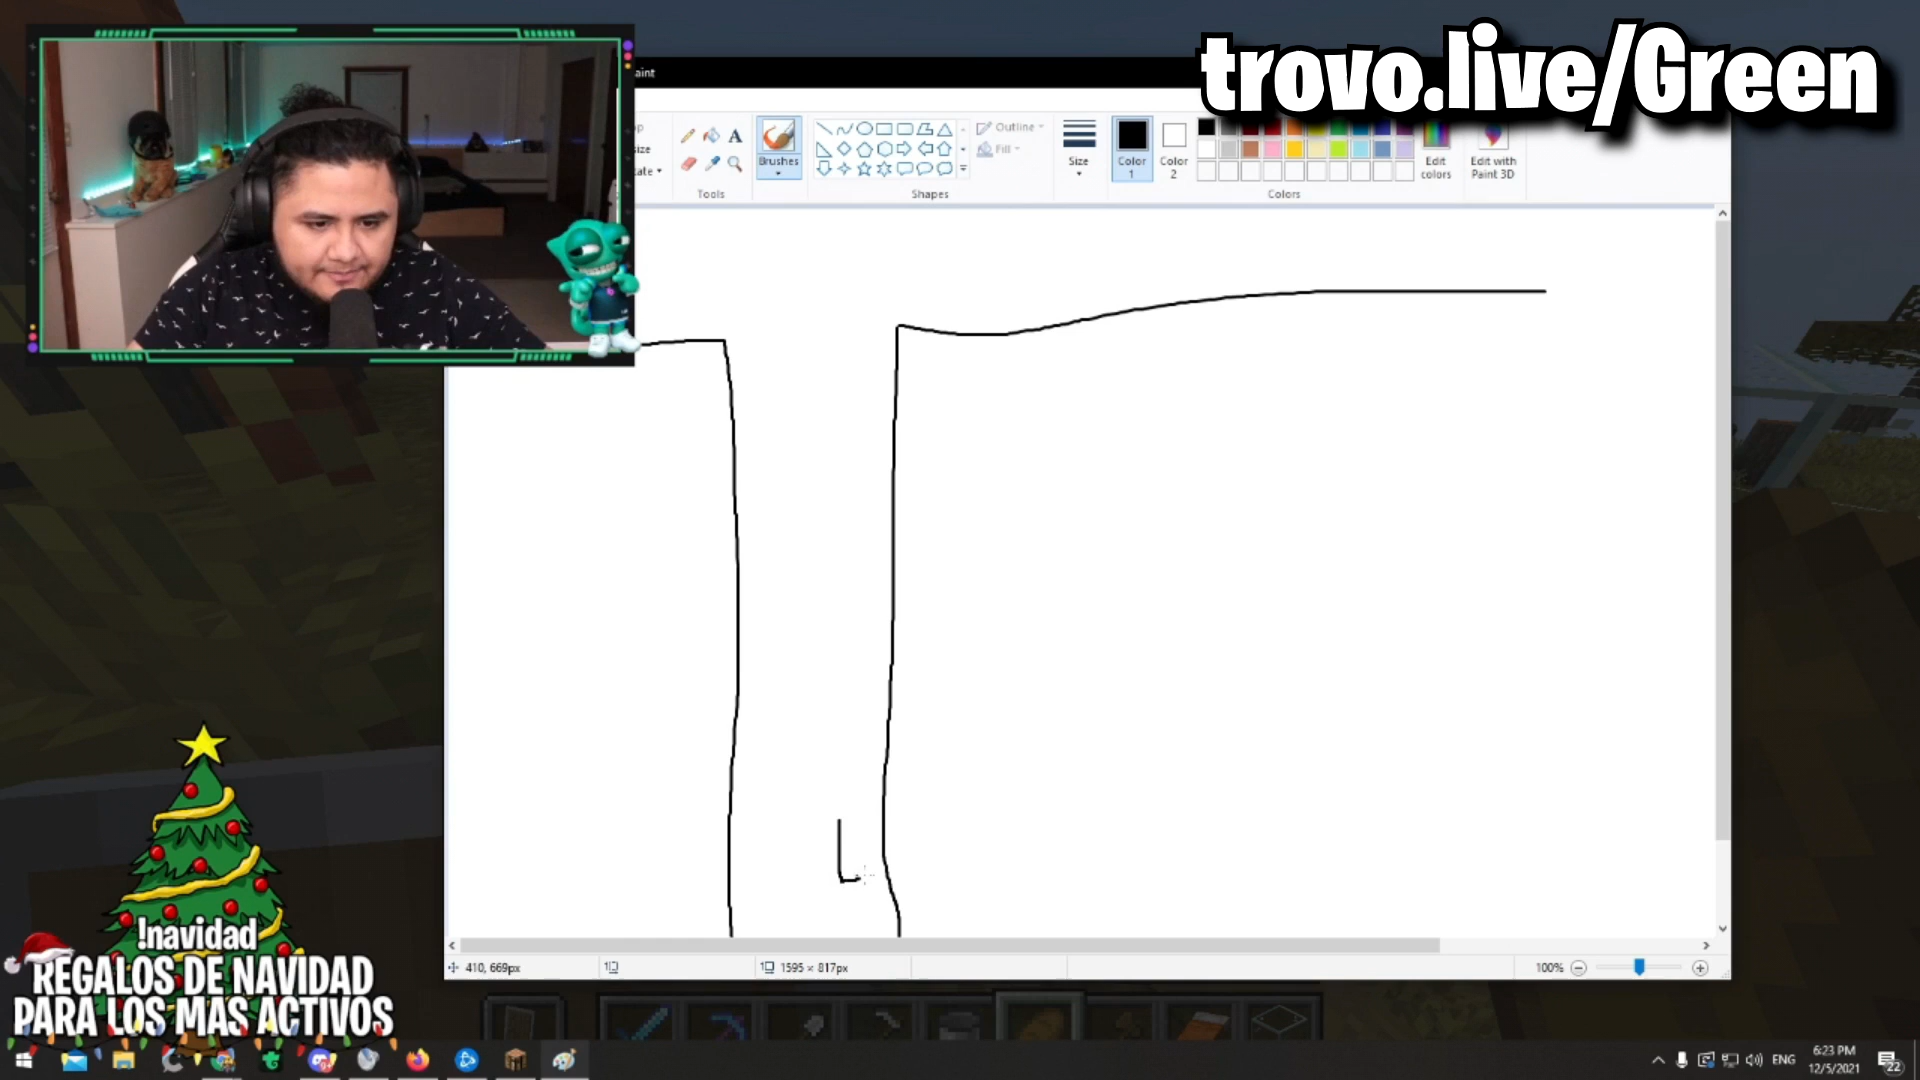 trovo.live/Green
aint
Outline
Fill
Brushes
Size
Color
1
Color
2
Edit
colors
Edit with
Paint 3D
Tools
Shapes
Colors
A
!navidad
REGALOS DE NAVIDAD
PARA LOS MAS ACTIVOS
410, 669px
1595 × 817px
100%
ENG
6:23 PM
12/5/2021
22